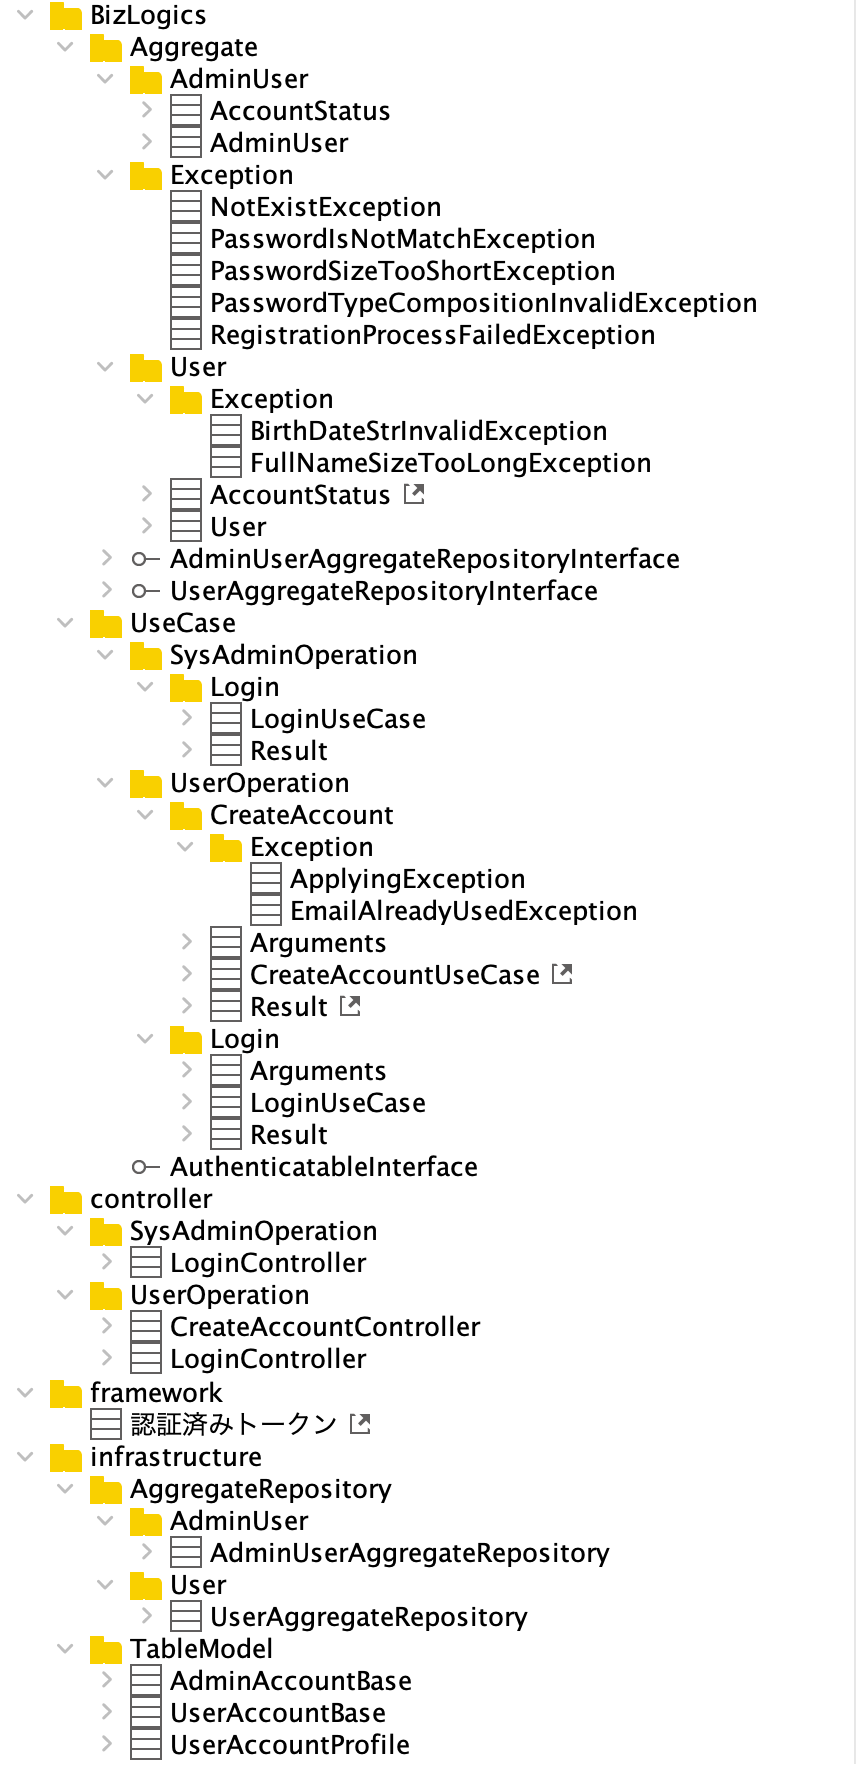 BizLogics
Aggregate
AdminUser
AccountStatus
AdminUser
Exception
NotExistException
PasswordIsNotMatchException
PasswordSizeTooShortException
PasswordTypeCompositionInvalidException
RegistrationProcessFailedException
User
Exception
BirthDateStrInvalidException
FullNameSizeTooLongException
AccountStatus
User
AdminUserAggregateRepositoryInterface
UserAggregateRepositoryInterface
UseCase
SysAdminOperation
Login
LoginUseCase
Result
UserOperation
CreateAccount
Exception
ApplyingException
EmailAlreadyUsedException
Arguments
CreateAccountUseCase
Result
Login
Arguments
LoginUseCase
Result
AuthenticatableInterface
controller
SysAdminOperation
LoginController
UserOperation
CreateAccountController
LoginController
framework
認証済みトークン
infrastructure
AggregateRepository
AdminUser
AdminUserAggregateRepository
User
UserAggregateRepository
TableModel
AdminAccountBase
UserAccountBase
UserAccountProfile